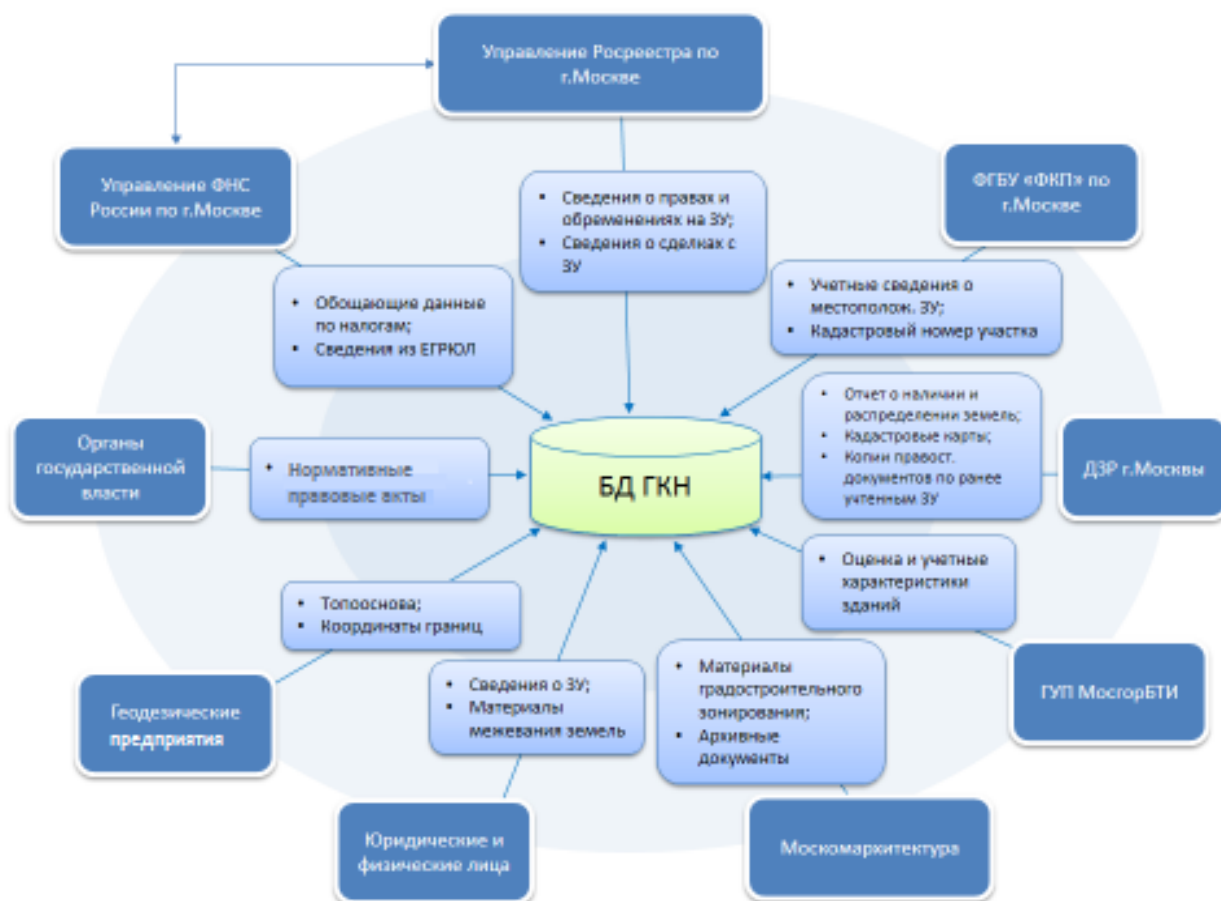 Управление Росреестра по
г.Москве
Управление ФНС
России по г.Москве
ФГБУ «ФКП» по
г.Москве
• Сведения о правах и
обременениях на ЗУ;
• Сведения о сделках с
ЗУ
• Обощающие данные
по налогам;
• Сведения из ЕГРЮЛ
• Учетные сведения о
местополож. ЗУ;
• Кадастровый номер участка
Органы
государственной
власти
• Нормативные
правовые акты
БД ГКН
• Отчет о наличии и
распределении земель;
• Кадастровые карты;
• Копии правост.
документов по ранее
учтенным ЗУ
ДЗР г.Москвы
• Топооснова;
• Координаты границ
• Оценка и учетные
характеристики
зданий
• Сведения о ЗУ;
• Материалы
межевания земель
• Материалы
градостроительного
зонирования;
• Архивные
документы
Геодезические
предприятия
ГУП МосгорБТИ
Юридические и
физические лица
Москомархитектура